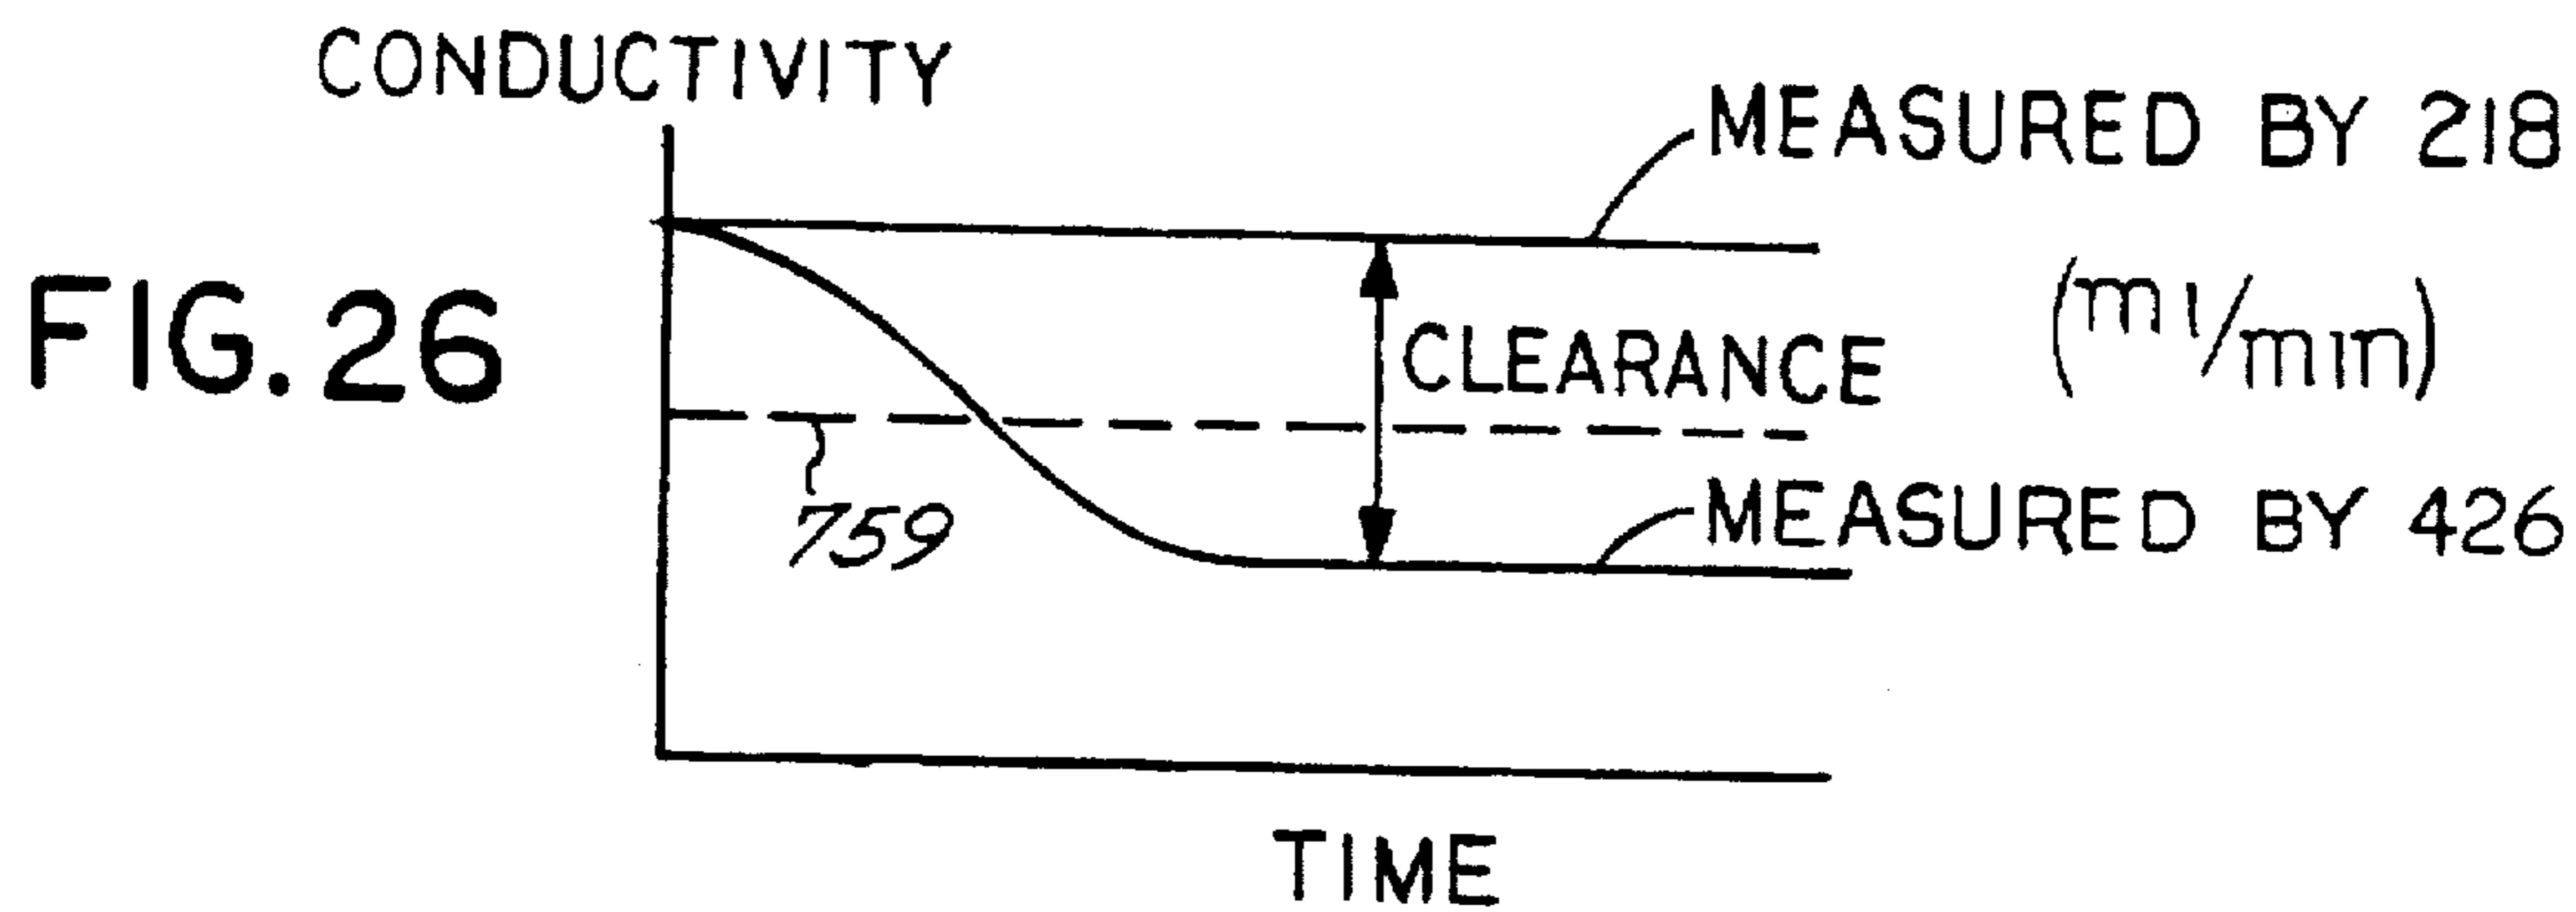 CONDUCTIVITY
MEASURED BY 218
FIG. 26
CLEARANCE (ml/min)
759
MEASURED BY 426
TIME